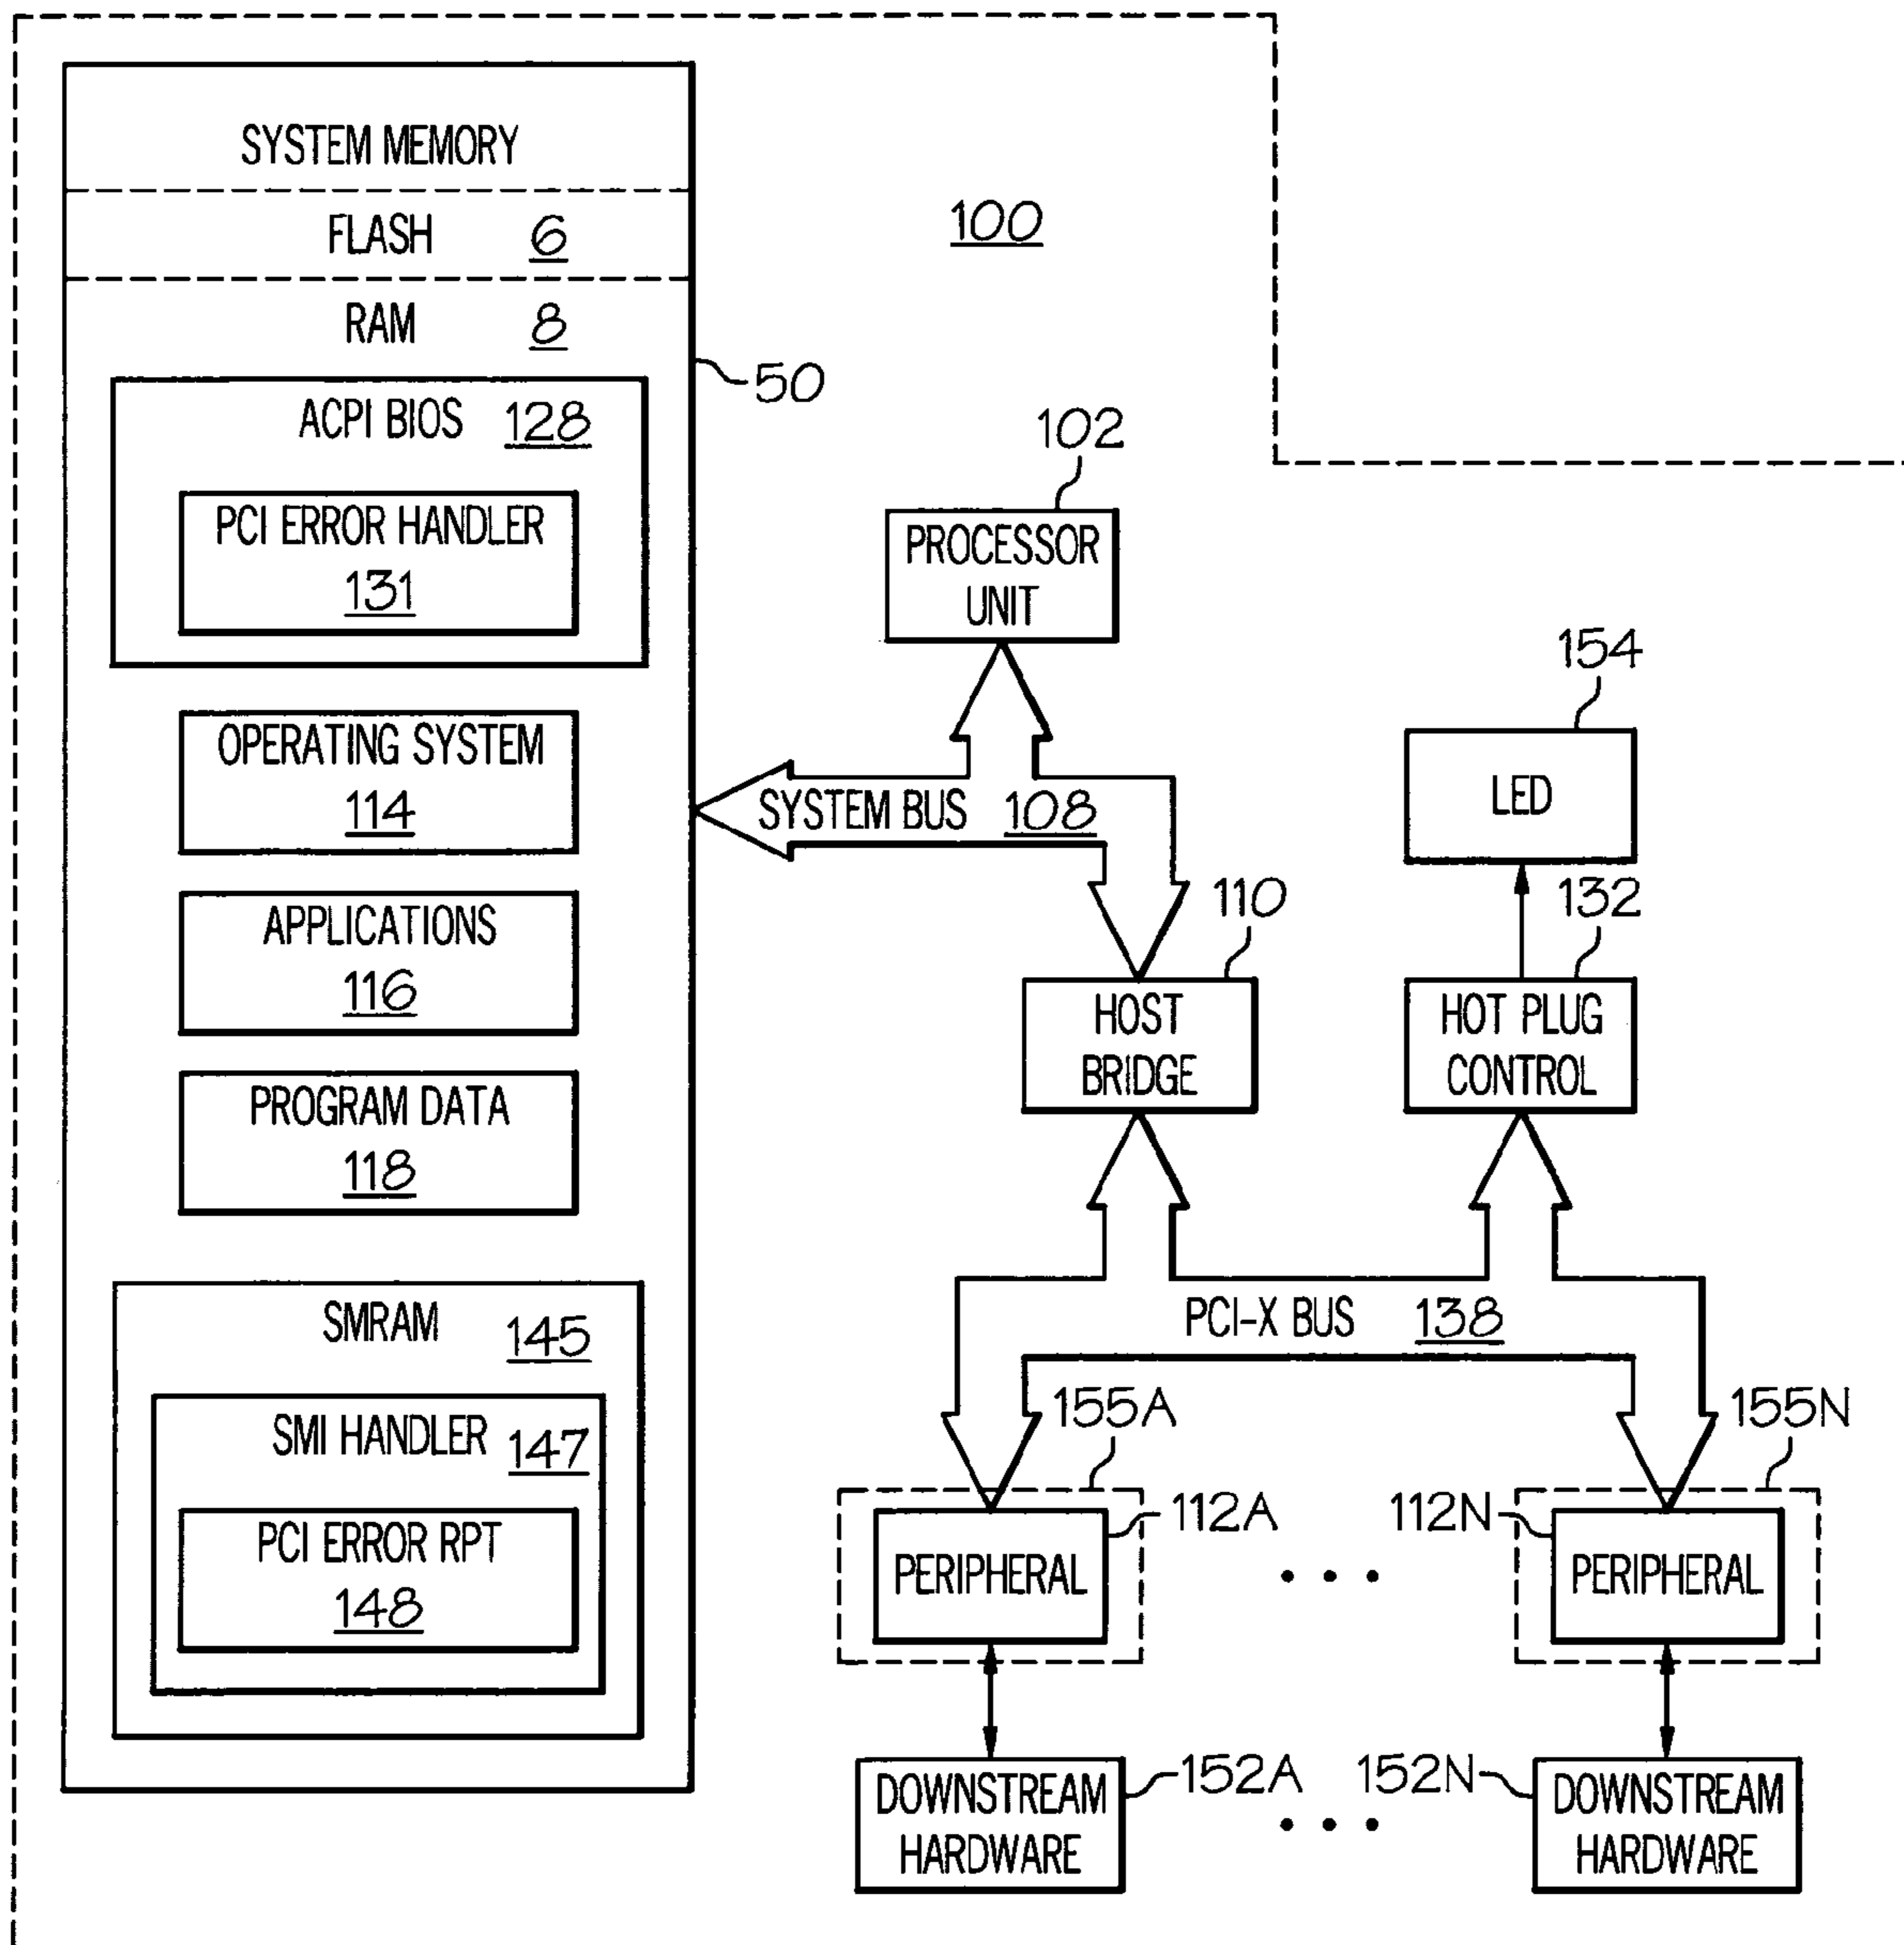 SYSTEM MEMORY
FLASH 6
RAM 8
50
ACPI BIOS 128
PCI ERROR HANDLER
131
OPERATING SYSTEM
114
APPLICATIONS
116
PROGRAM DATA
118
SMRAM 145
SMI HANDLER 147
PCI ERROR RPT
148
100
102
PROCESSOR
UNIT
SYSTEM BUS 108
154
LED
110
HOST
BRIDGE
132
HOT PLUG
CONTROL
PCI-X BUS 138
155A
155N
112A
PERIPHERAL
112N
PERIPHERAL
152A
DOWNSTREAM
HARDWARE
152N
DOWNSTREAM
HARDWARE